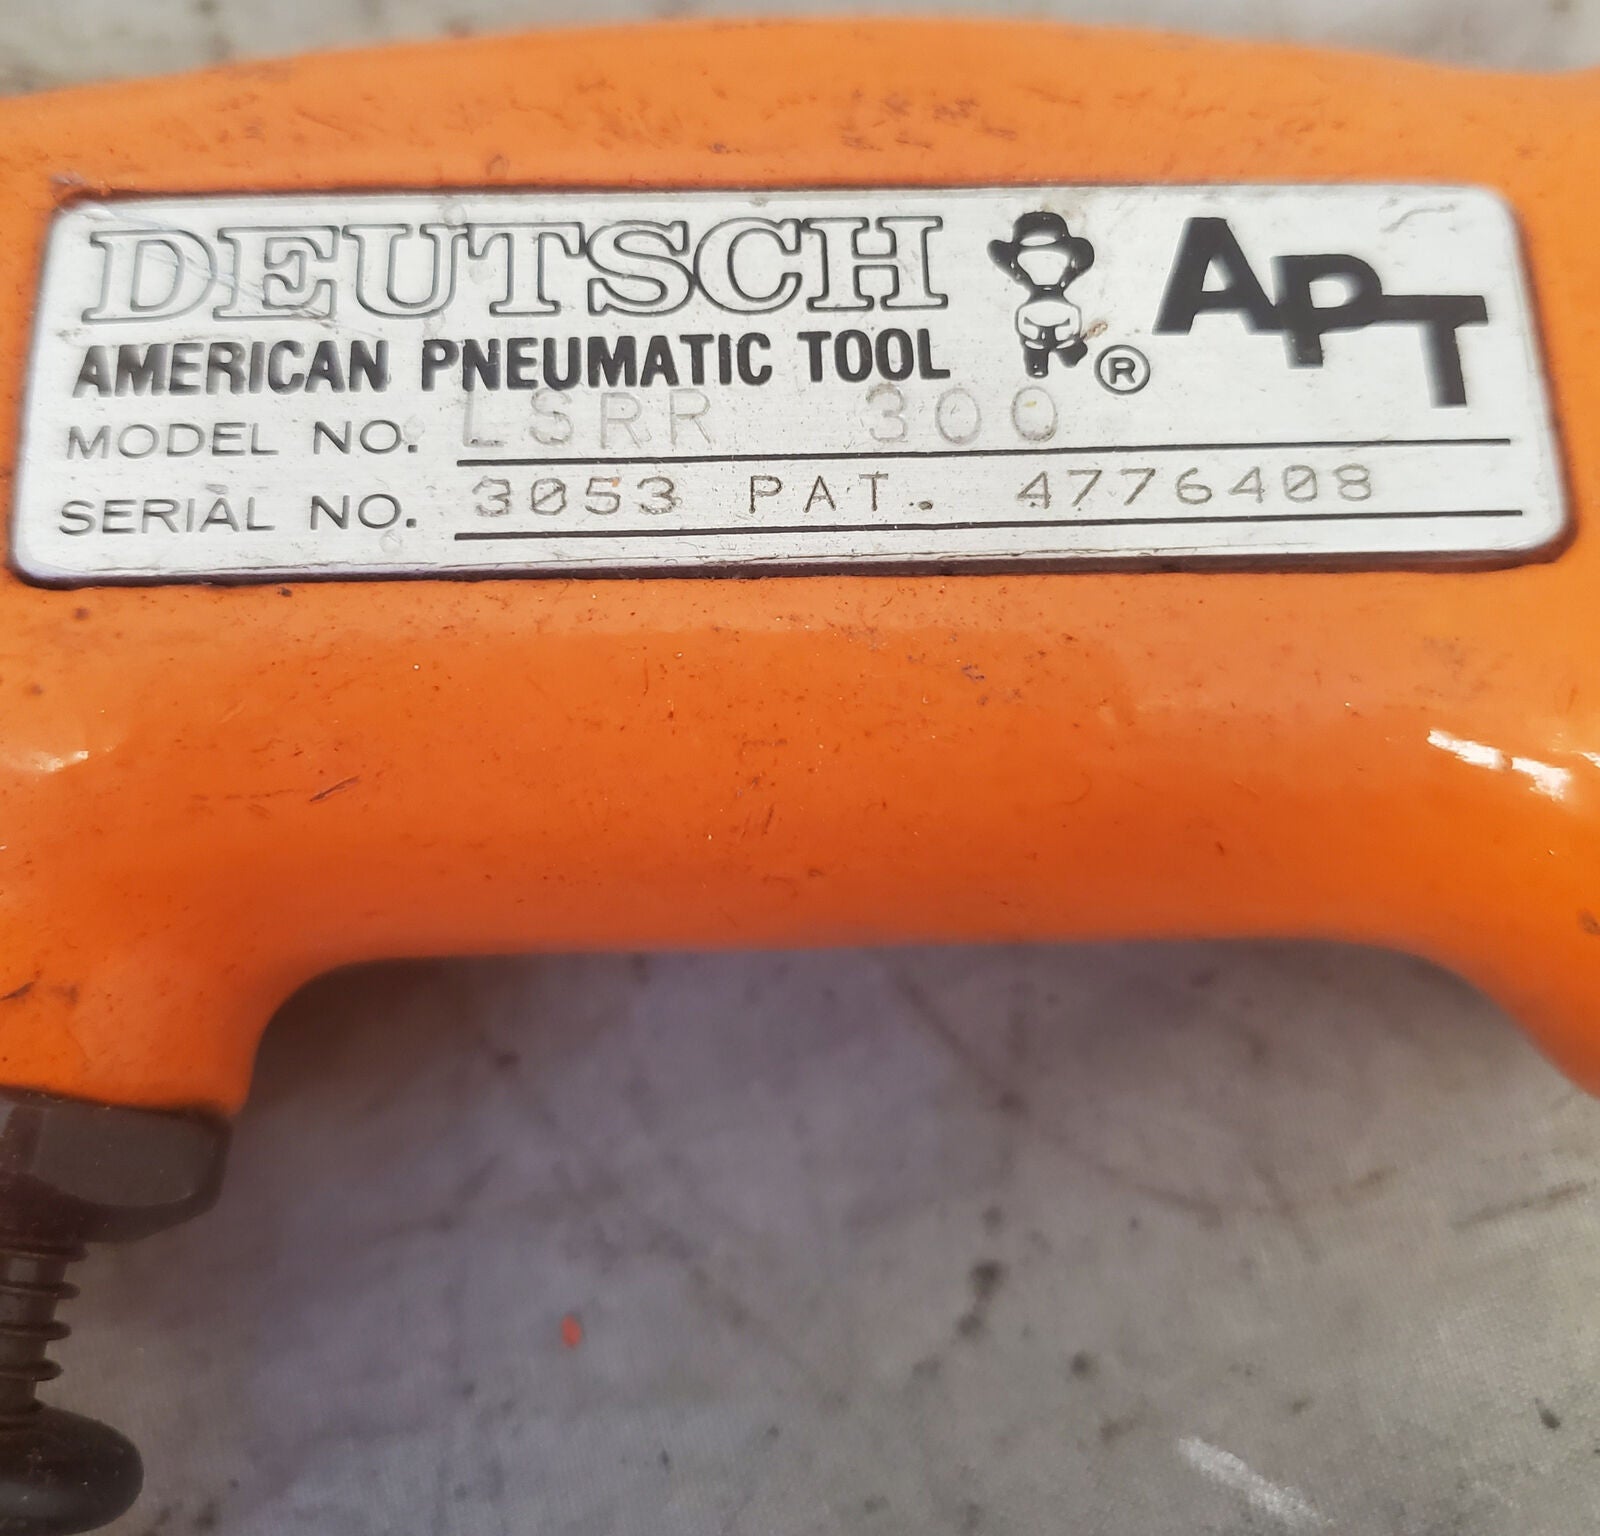 DEUTSCH ® APT
AMERICAN PNEUMATIC TOOL
MODEL NO. LSRR 300
SERIAL NO. 3053 PAT. 4776408